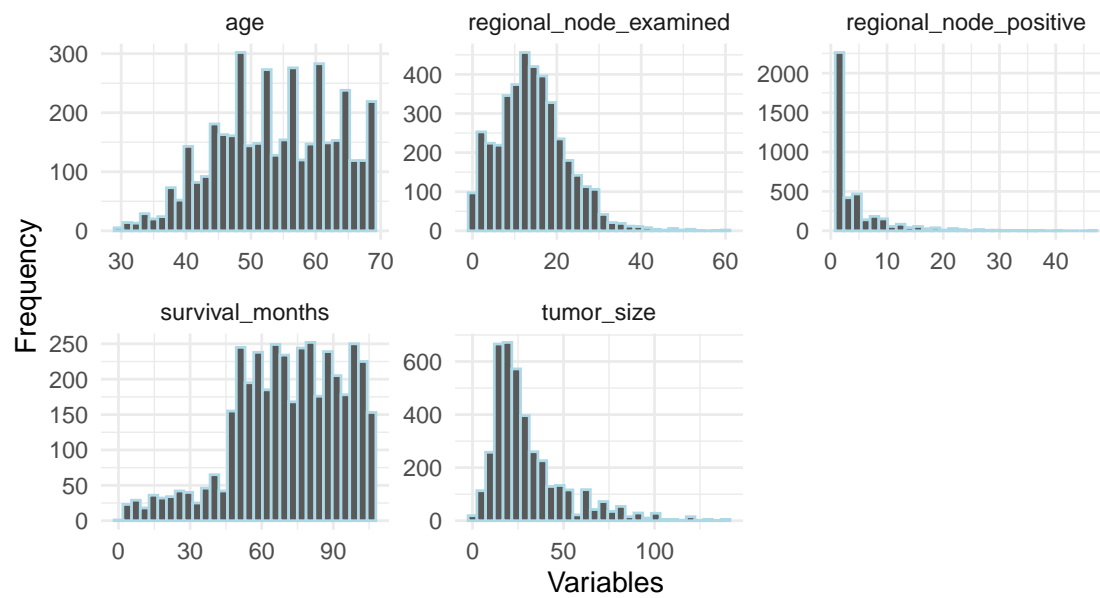 age
300
200
100
0
30 40 50 60 70
regional_node_examined
400
300
200
100
0
0 20 40 60
regional_node_positive
2000
1500
1000
500
0
0 10 20 30 40
Frequency
survival_months
250
200
150
100
50
0
0 30 60 90
tumor_size
600
400
200
0
0 50 100
Variables